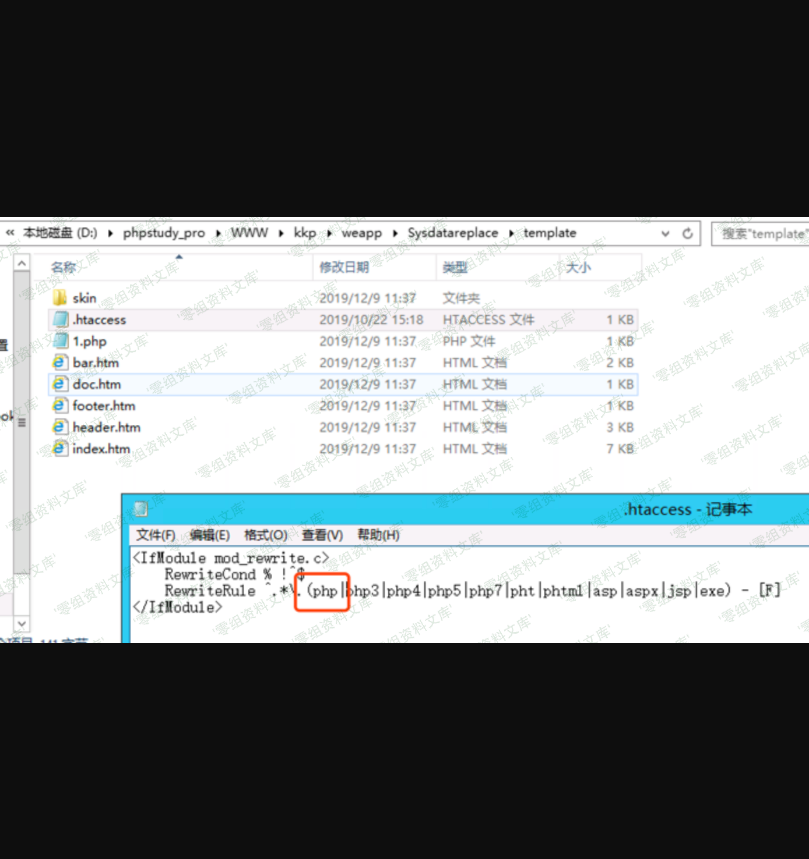 « 本地磁盘 (D:) ▸ phpstudy_pro ▸ WWW ▸ kkp ▸ weapp ▸ Sysdatareplace ▸ template
搜索"template"
名称 修改日期 类型 大小
skin 2019/12/9 11:37 文件夹
.htaccess 2019/10/22 15:18 HTACCESS 文件 1 KB
1.php 2019/12/9 11:37 PHP 文件 1 KB
bar.htm 2019/12/9 11:37 HTML 文档 2 KB
doc.htm 2019/12/9 11:37 HTML 文档 1 KB
footer.htm 2019/12/9 11:37 HTML 文档 1 KB
header.htm 2019/12/9 11:37 HTML 文档 3 KB
index.htm 2019/12/9 11:37 HTML 文档 7 KB
.htaccess - 记事本
文件(F) 编辑(E) 格式(O) 查看(V) 帮助(H)
<IfModule mod_rewrite.c>
RewriteCond % !^$
RewriteRule ^.*\.(php|php3|php4|php5|php7|pht|phtml|asp|aspx|jsp|exe) - [F]
</IfModule>
零组资料文库